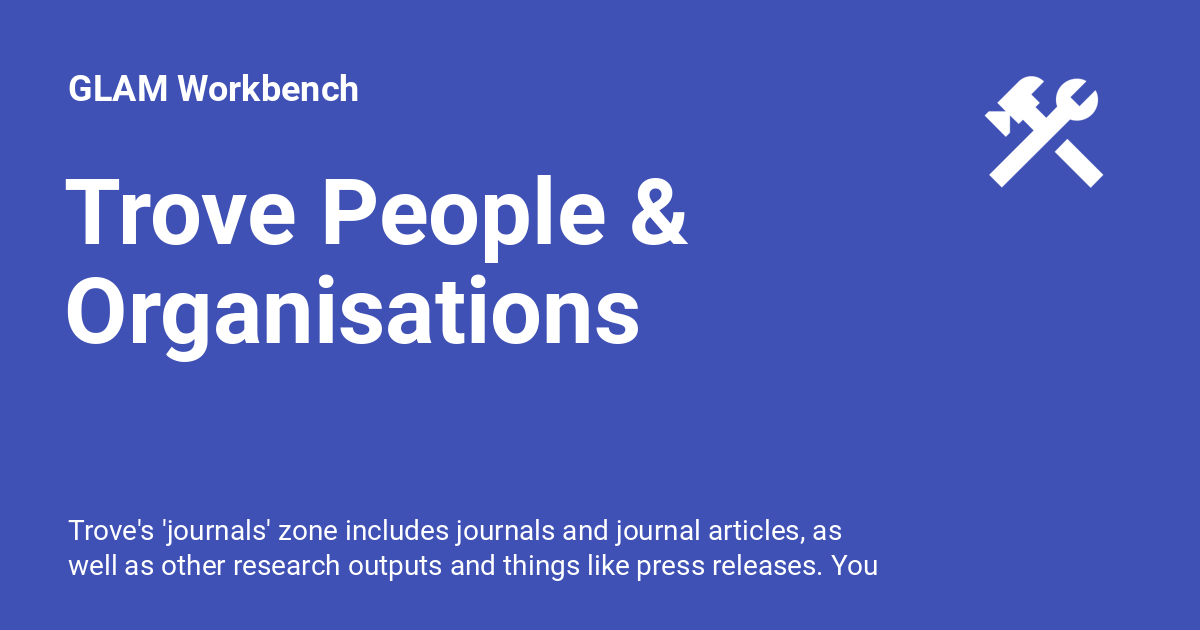 GLAM Workbench
Trove People &
Organisations
Trove's 'journals' zone includes journals and journal articles, as
well as other research outputs and things like press releases. You